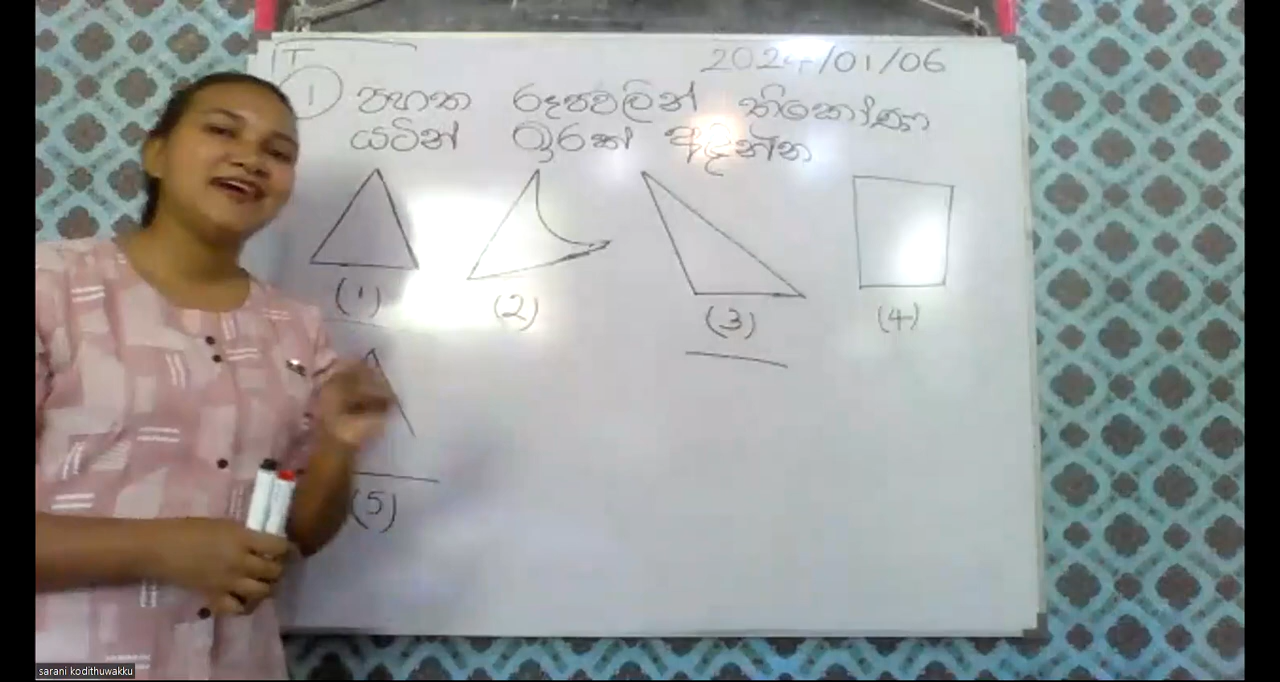 T 2024/01/06
1 පහත රූපවලින් ත්‍රිකෝණ
යටින් ඉරක් අඳින්න
(1) (2) (3) (4)
(5)
sarani kodithuwakku